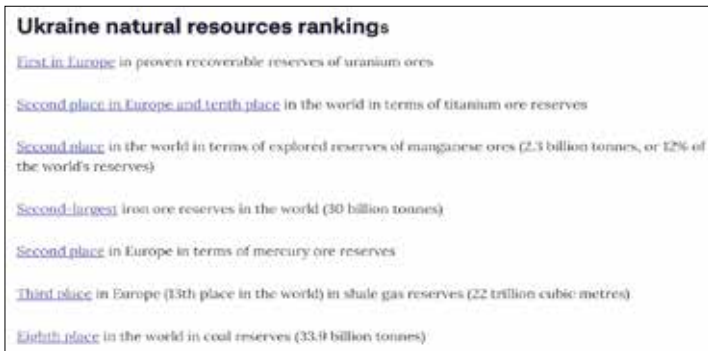 Ukraine natural resources rankings
First in Europe in proven recoverable reserves of uranium ores
Second place in Europe and tenth place in the world in terms of titanium ore reserves
Second place in the world in terms of explored reserves of manganese ores (2.3 billion tonnes, or 12% of
the world's reserves)
Second-largest iron ore reserves in the world (30 billion tonnes)
Second place in Europe in terms of mercury ore reserves
Third place in Europe (13th place in the world) in shale gas reserves (22 trillion cubic metres)
Eighth place in the world in coal reserves (33.9 billion tonnes)